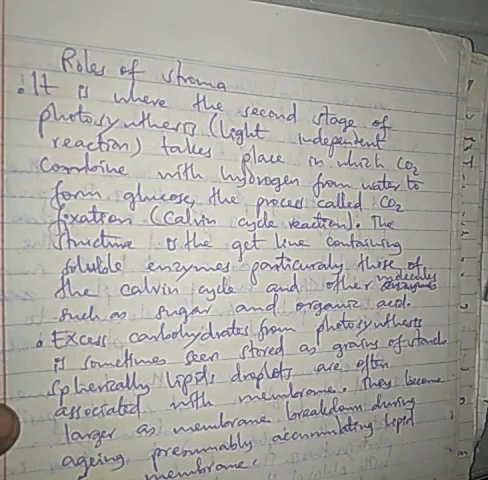 Roles of stroma
• It is where the second stage of
photosynthesis (light independent
reaction) takes place in which CO2
combine with hydrogen from water to
form glucose, the process called CO2
fixation (Calvin cycle reaction). The
structure is the gel line containing
soluble enzymes particuraly those of
the calvin cycle and other molecules
such as sugar and organic acid.
• Excess carbohydrates from photosynthesis
is sometimes seen stored as grains of starch
spherically lipids droplets are often
associated with membrane. They become
larger as membrane breakdown during
ageing presumably accumulating lipid
membrane.